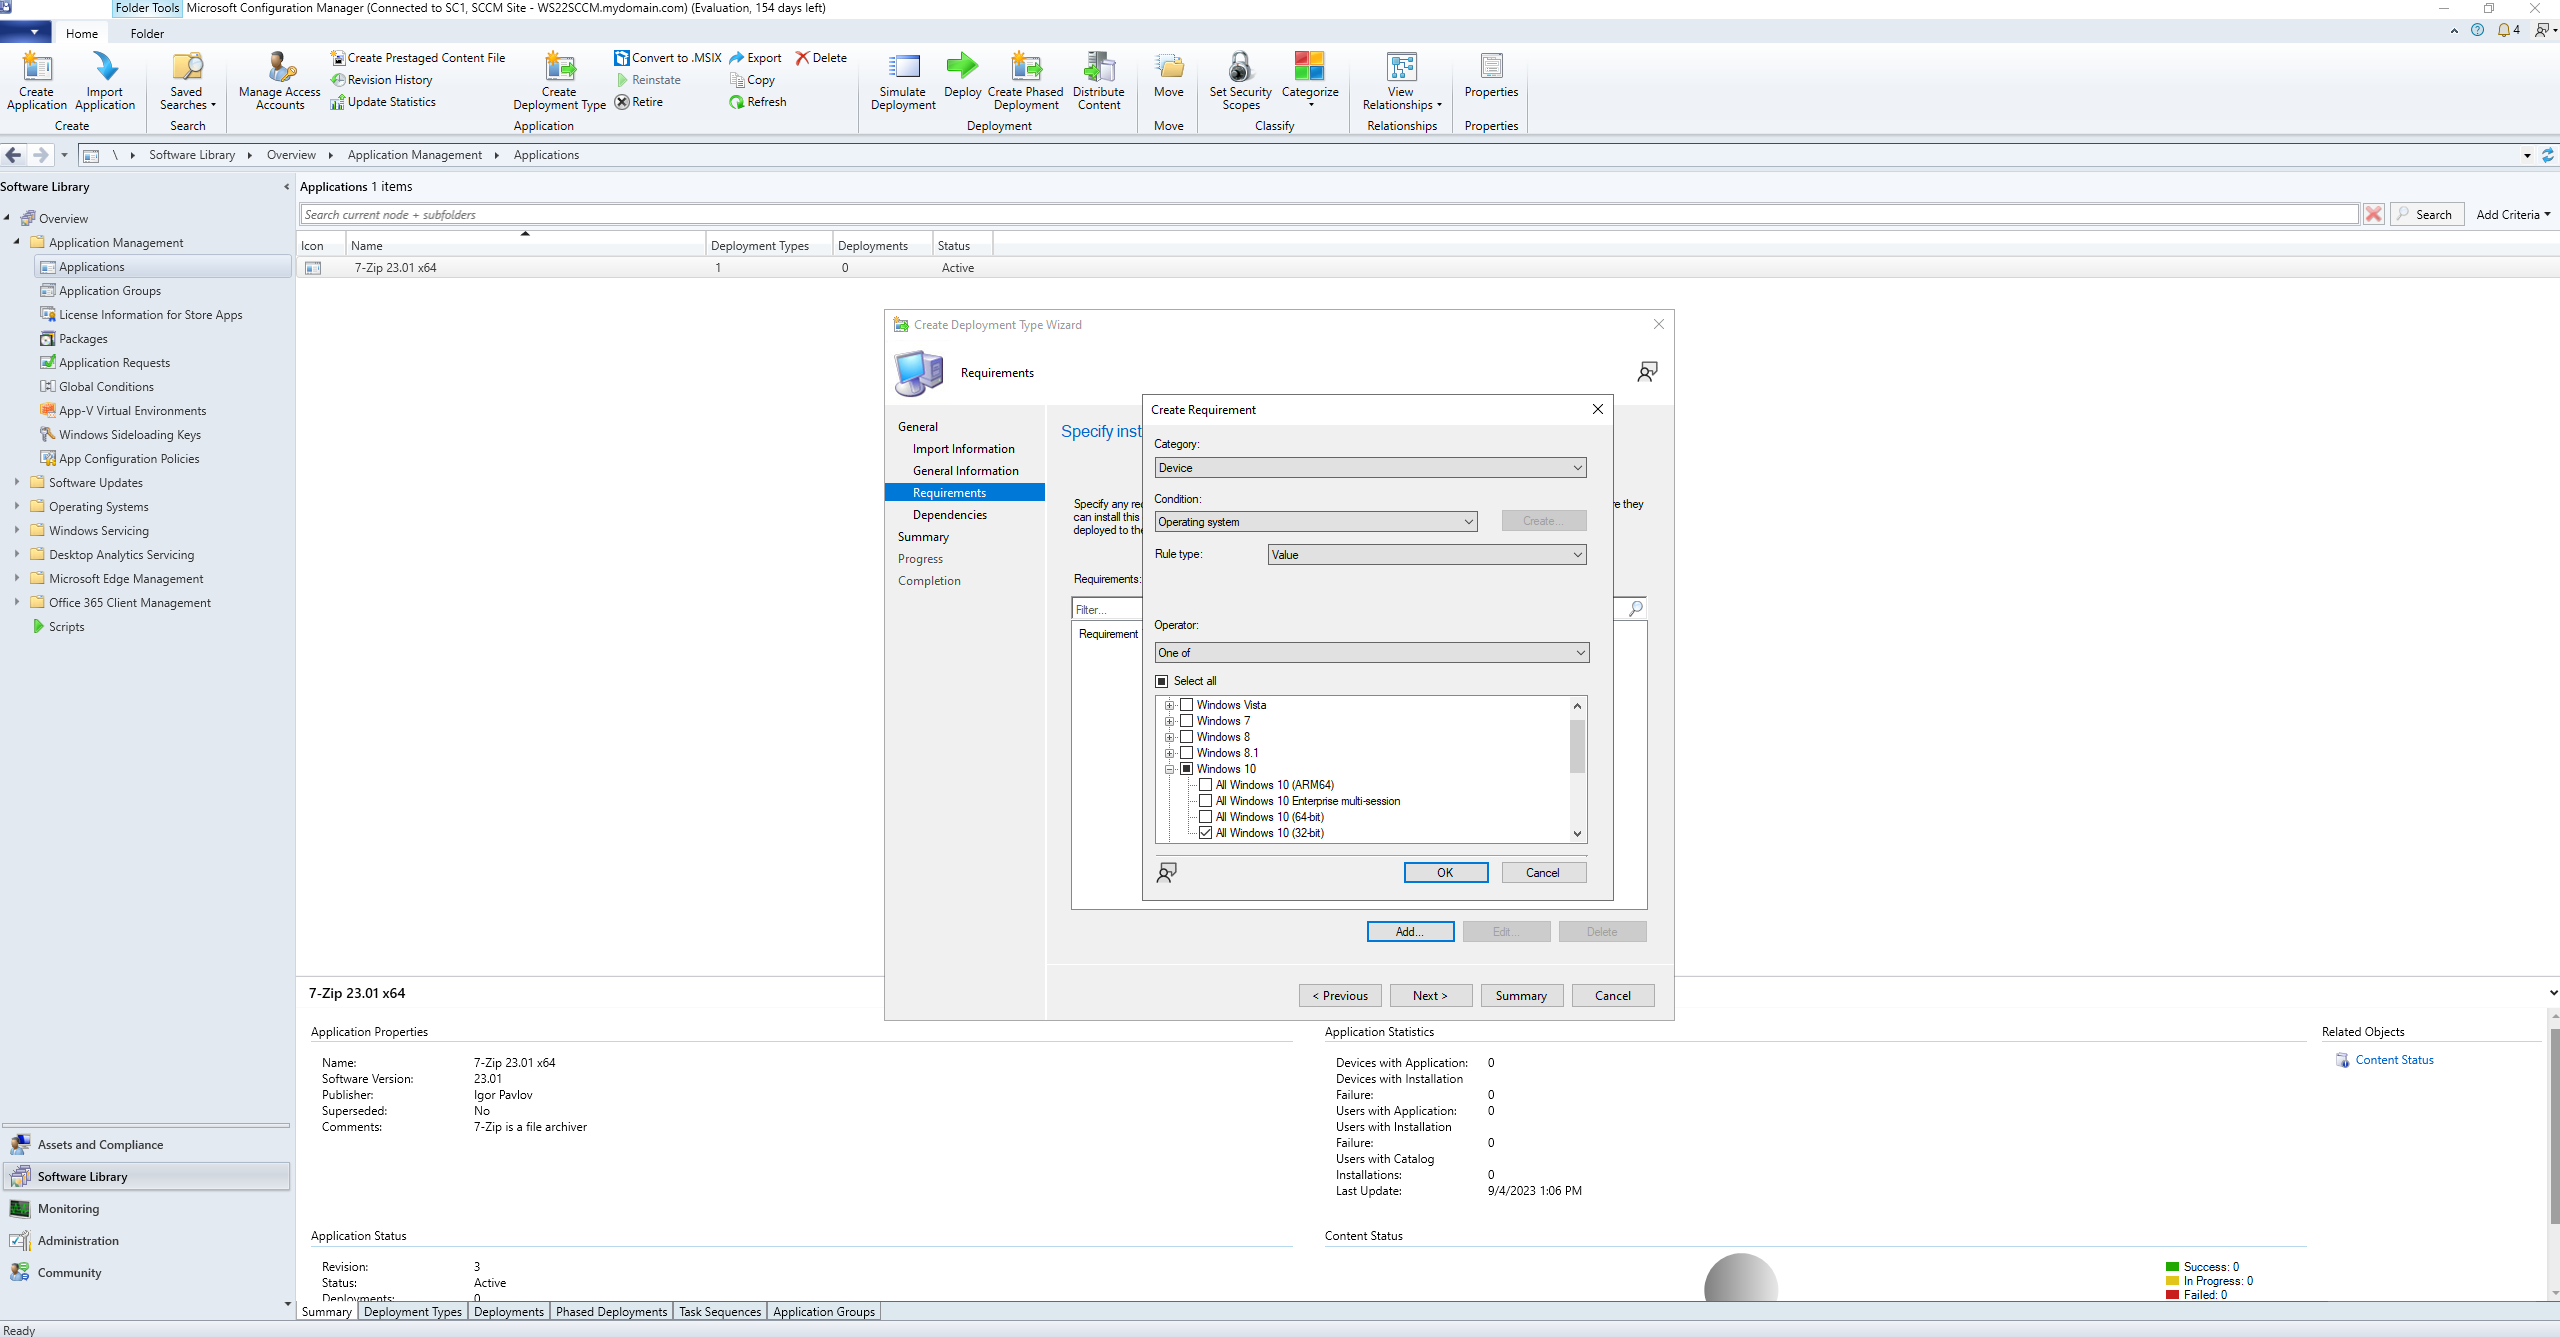 Folder Tools Microsoft Configuration Manager (Connected to SC1, SCCM Site - WS22SCCM.mydomain.com) (Evaluation, 154 days left)
Home Folder
4
Create Application
Import Application
Create
Saved Searches
Search
Manage Access Accounts
Create Prestaged Content File
Revision History
Update Statistics
Create Deployment Type
Convert to .MSIX
Reinstate
Retire
Export
Copy
Refresh
Delete
Application
Simulate Deployment
Deploy
Create Phased Deployment
Distribute Content
Deployment
Move
Move
Set Security Scopes
Categorize
Classify
View Relationships
Relationships
Properties
Properties
\ Software Library Overview Application Management Applications
Software Library
Overview
Application Management
Applications
Application Groups
License Information for Store Apps
Packages
Application Requests
Global Conditions
App-V Virtual Environments
Windows Sideloading Keys
App Configuration Policies
Software Updates
Operating Systems
Windows Servicing
Desktop Analytics Servicing
Microsoft Edge Management
Office 365 Client Management
Scripts
Assets and Compliance
Software Library
Monitoring
Administration
Community
Applications 1 items
Search current node + subfolders
Search
Add Criteria
Icon Name Deployment Types Deployments Status
7-Zip 23.01 x64 1 0 Active
Create Deployment Type Wizard
Requirements
General
Import Information
General Information
Requirements
Dependencies
Summary
Progress
Completion
Specify inst
Specify any re
can install this
deployed to the
re they
Requirements:
Filter...
Requirement
Create Requirement
Category:
Device
Condition:
Operating system
Create...
Rule type:
Value
Operator:
One of
Select all
Windows Vista
Windows 7
Windows 8
Windows 8.1
Windows 10
All Windows 10 (ARM64)
All Windows 10 Enterprise multi-session
All Windows 10 (64-bit)
All Windows 10 (32-bit)
OK Cancel
Add... Edit... Delete
< Previous Next > Summary Cancel
7-Zip 23.01 x64
Application Properties
Name: 7-Zip 23.01 x64
Software Version: 23.01
Publisher: Igor Pavlov
Superseded: No
Comments: 7-Zip is a file archiver
Application Statistics
Devices with Application: 0
Devices with Installation
Failure: 0
Users with Application: 0
Users with Installation
Failure: 0
Users with Catalog
Installations: 0
Last Update: 9/4/2023 1:06 PM
Related Objects
Content Status
Application Status
Revision: 3
Status: Active
Deployments: 0
Content Status
Success: 0
In Progress: 0
Failed: 0
Summary Deployment Types Deployments Phased Deployments Task Sequences Application Groups
Ready